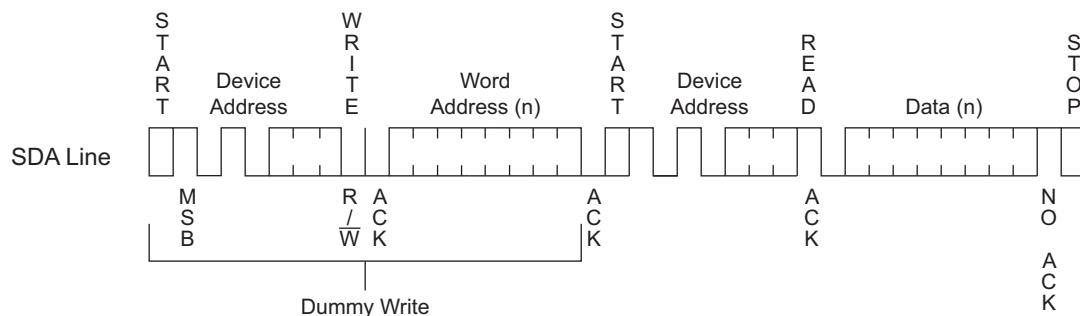 START
WRITE
START
READ
STOP
Device
Address
Word
Address (n)
Device
Address
Data (n)
SDA Line
MSB
R/W
ACK
ACK
ACK
NO ACK
Dummy Write